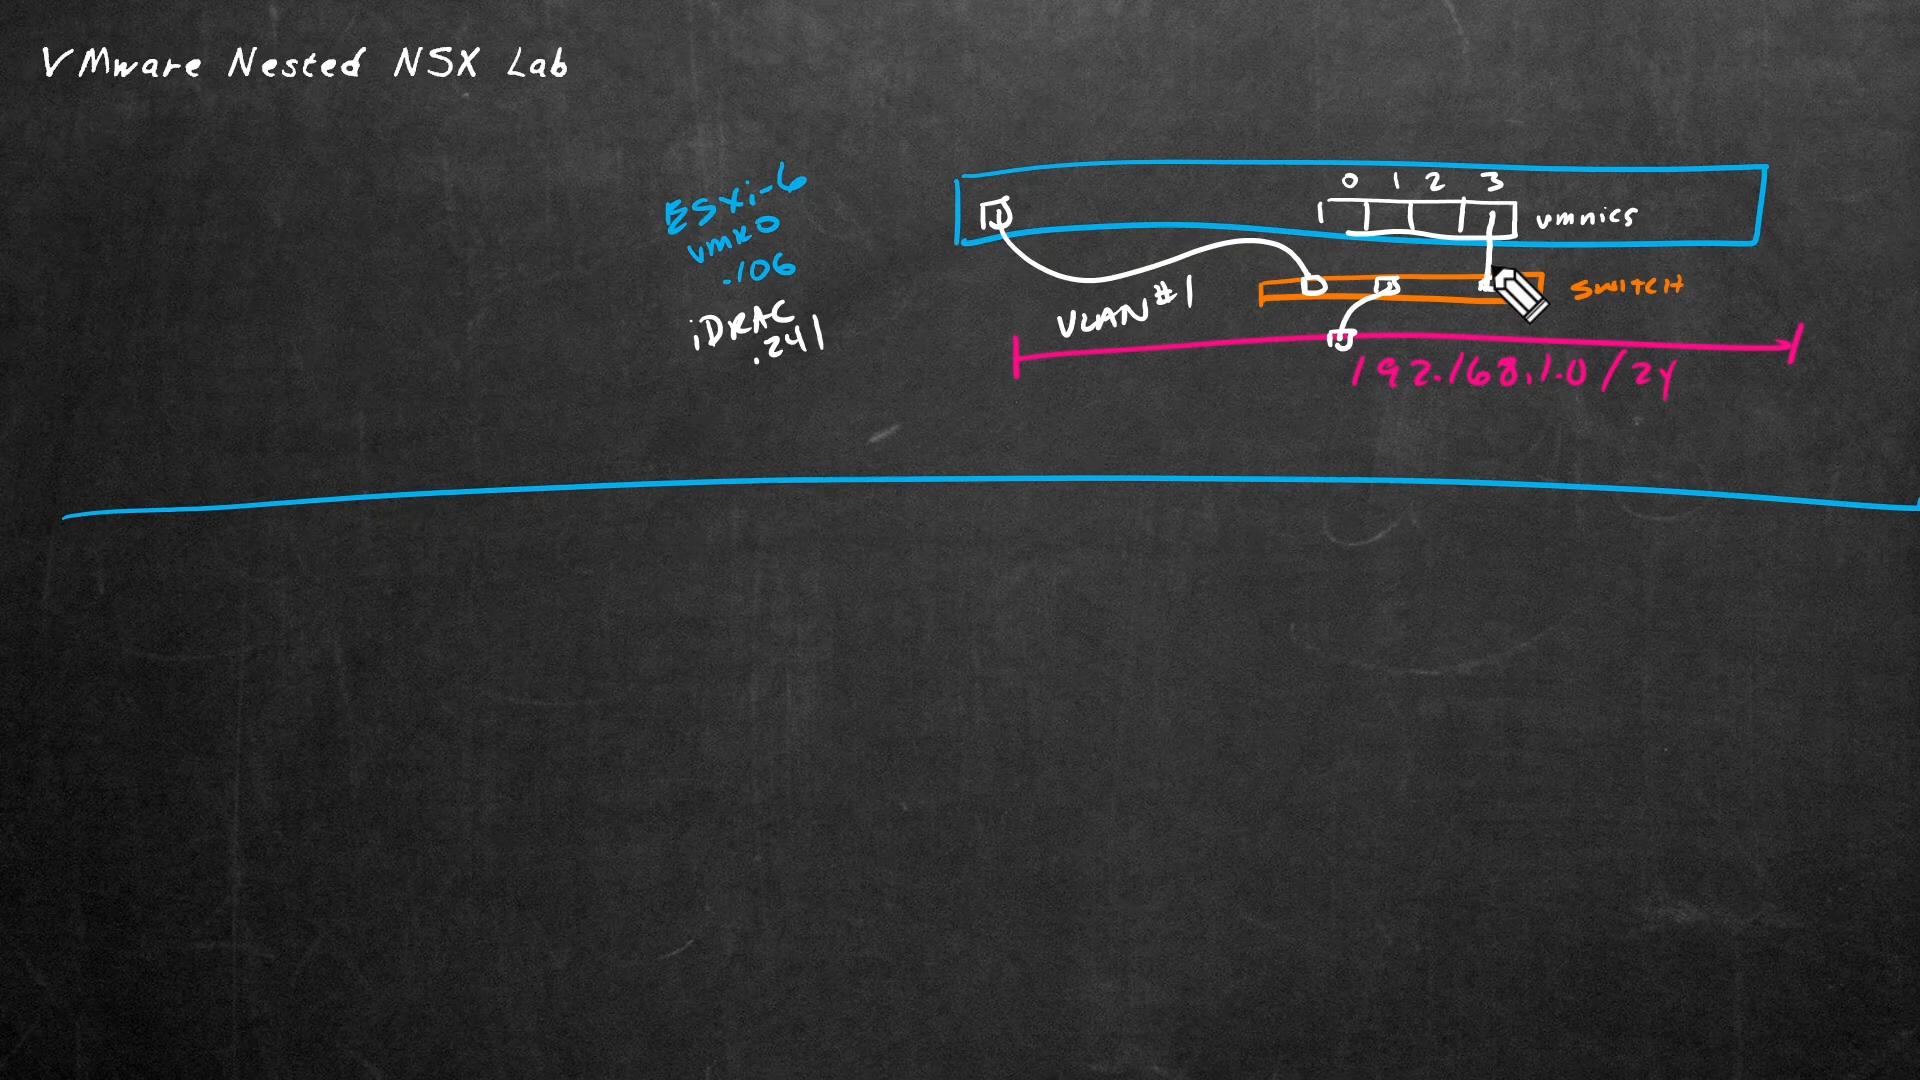 VMware Nested NSX Lab
ESXi-6
vmk0
.106
iDRAC
.241
0 1 2 3
vmnics
SWITCH
VLAN #1
192.168.1.0/24